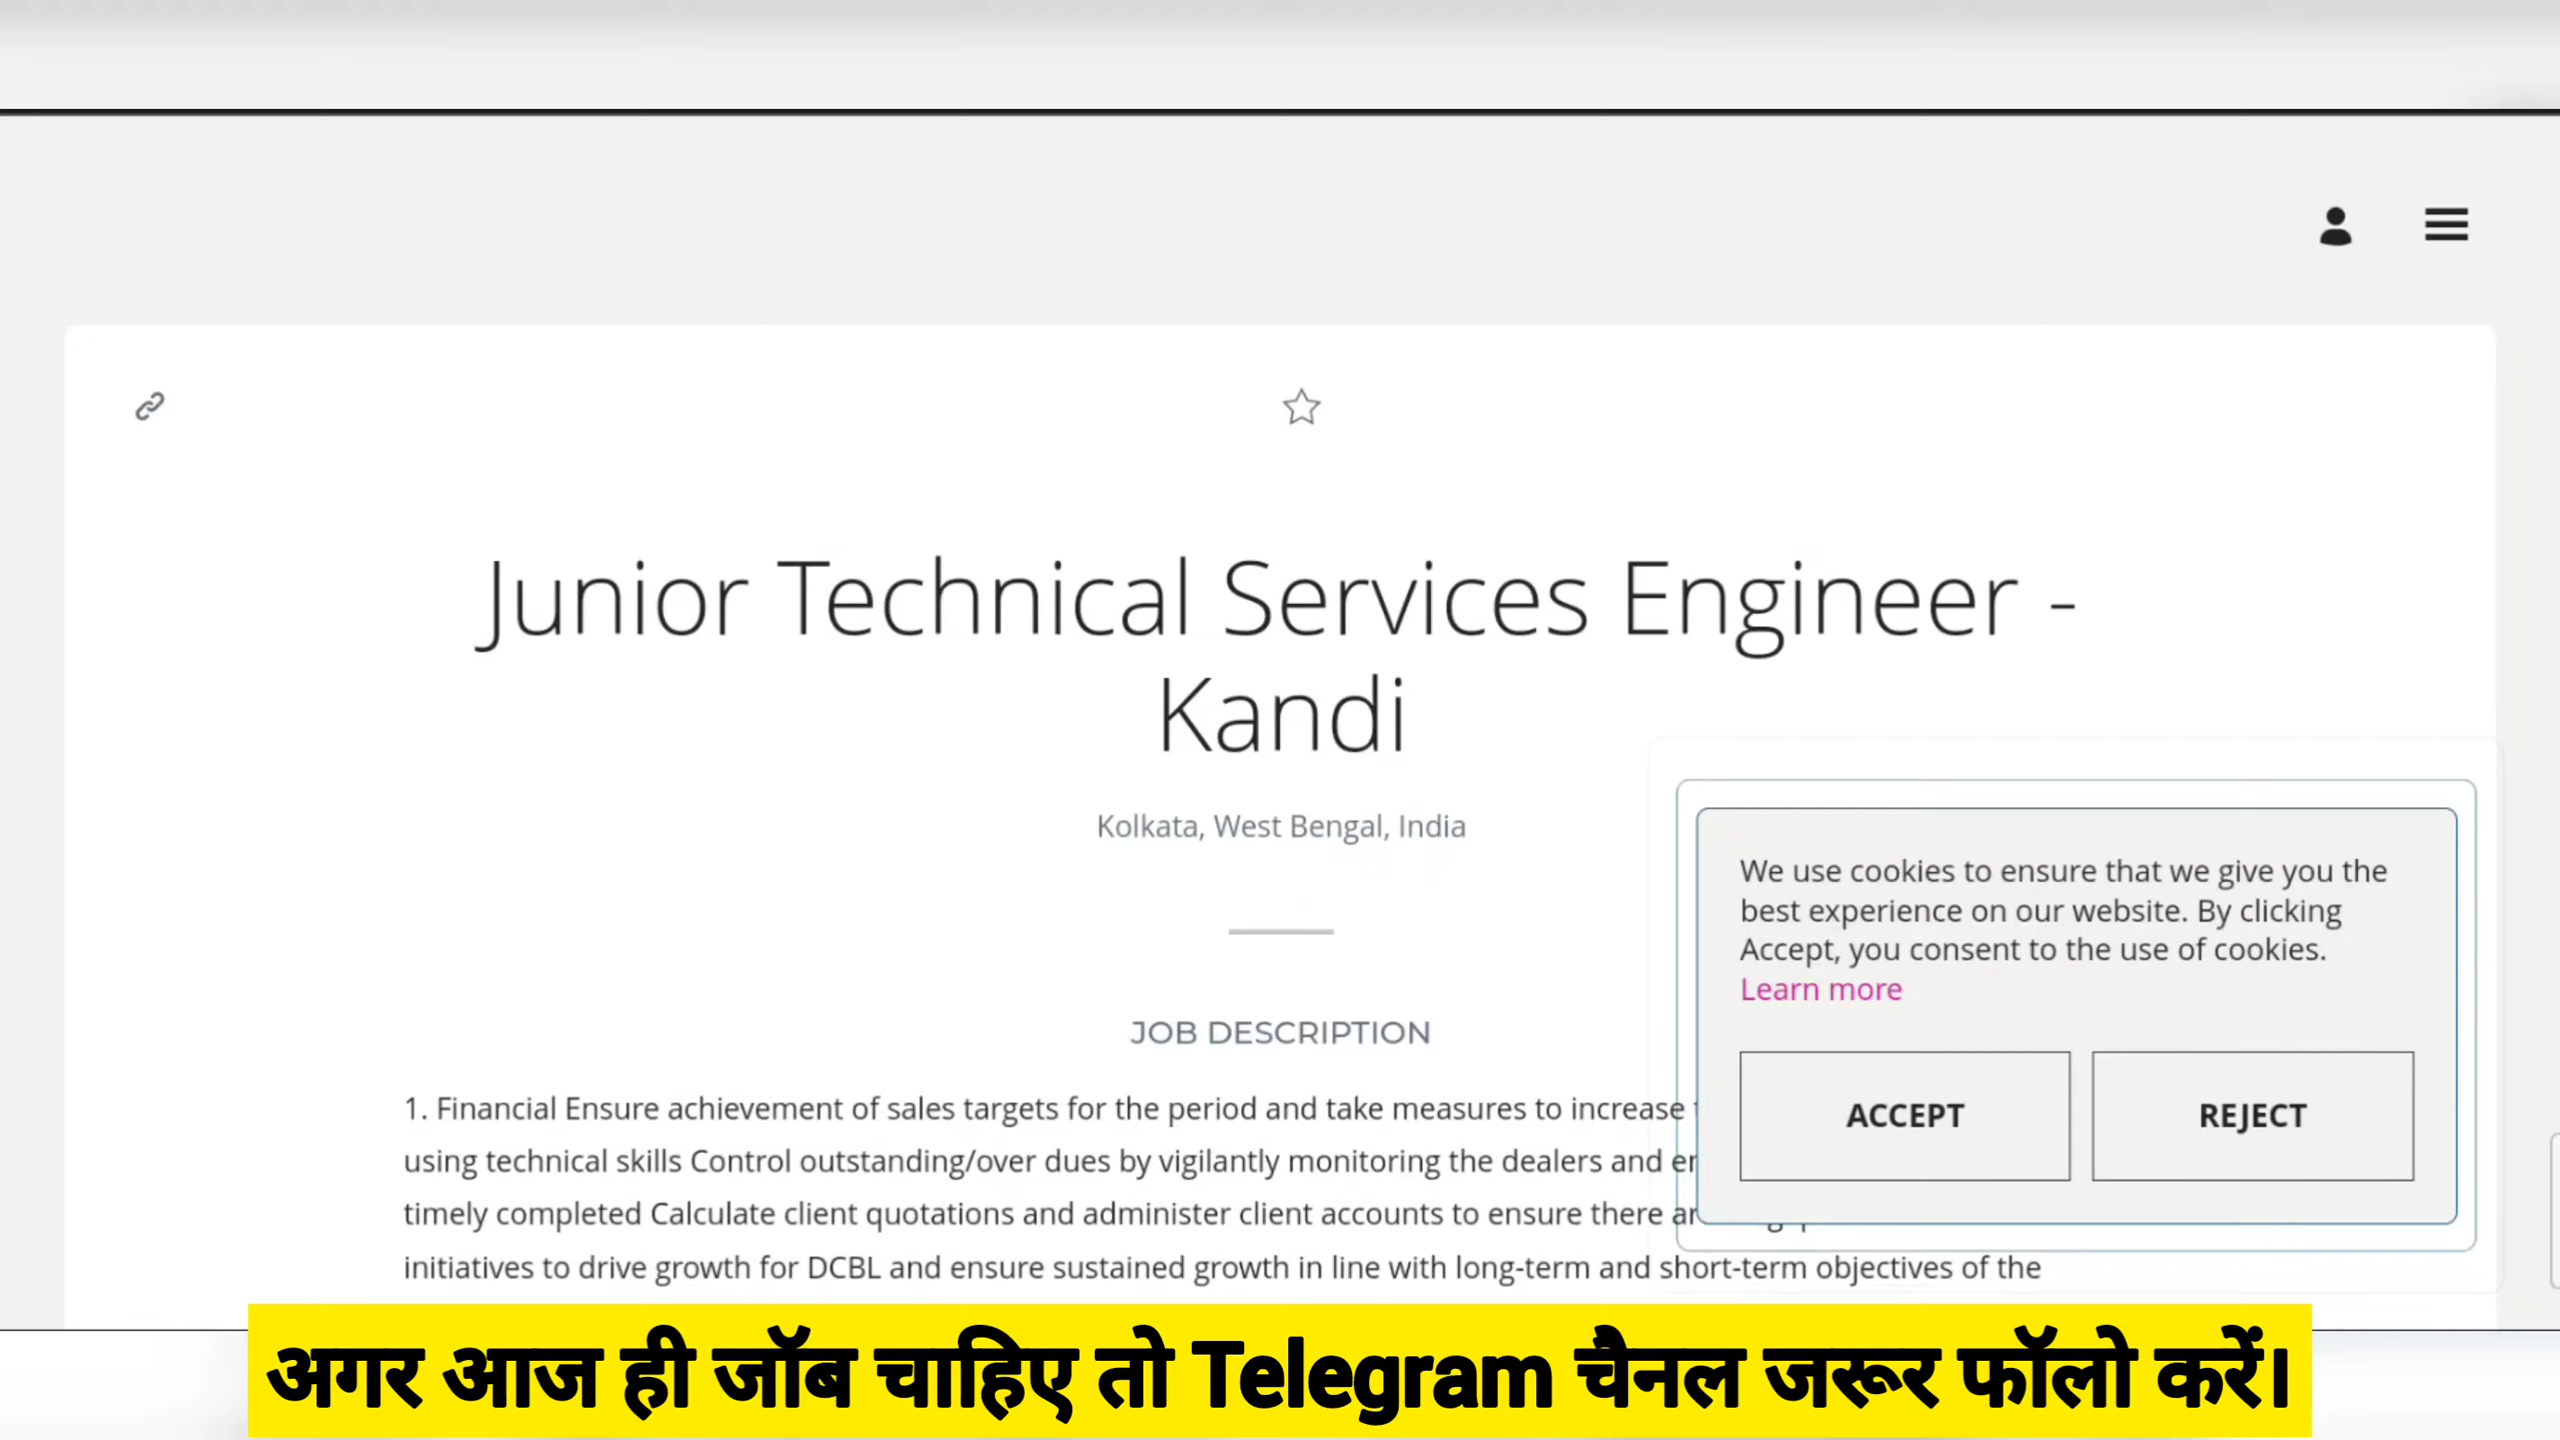 Junior Technical Services Engineer -
Kandi
Kolkata, West Bengal, India
JOB DESCRIPTION
1. Financial Ensure achievement of sales targets for the period and take measures to increase
using technical skills Control outstanding/over dues by vigilantly monitoring the dealers and
timely completed Calculate client quotations and administer client accounts to ensure there
initiatives to drive growth for DCBL and ensure sustained growth in line with long-term and short-term objectives of the
We use cookies to ensure that we give you the
best experience on our website. By clicking
Accept, you consent to the use of cookies.
Learn more
ACCEPT
REJECT
अगर आज ही जॉब चाहिए तो Telegram चैनल जरूर फॉलो करें।